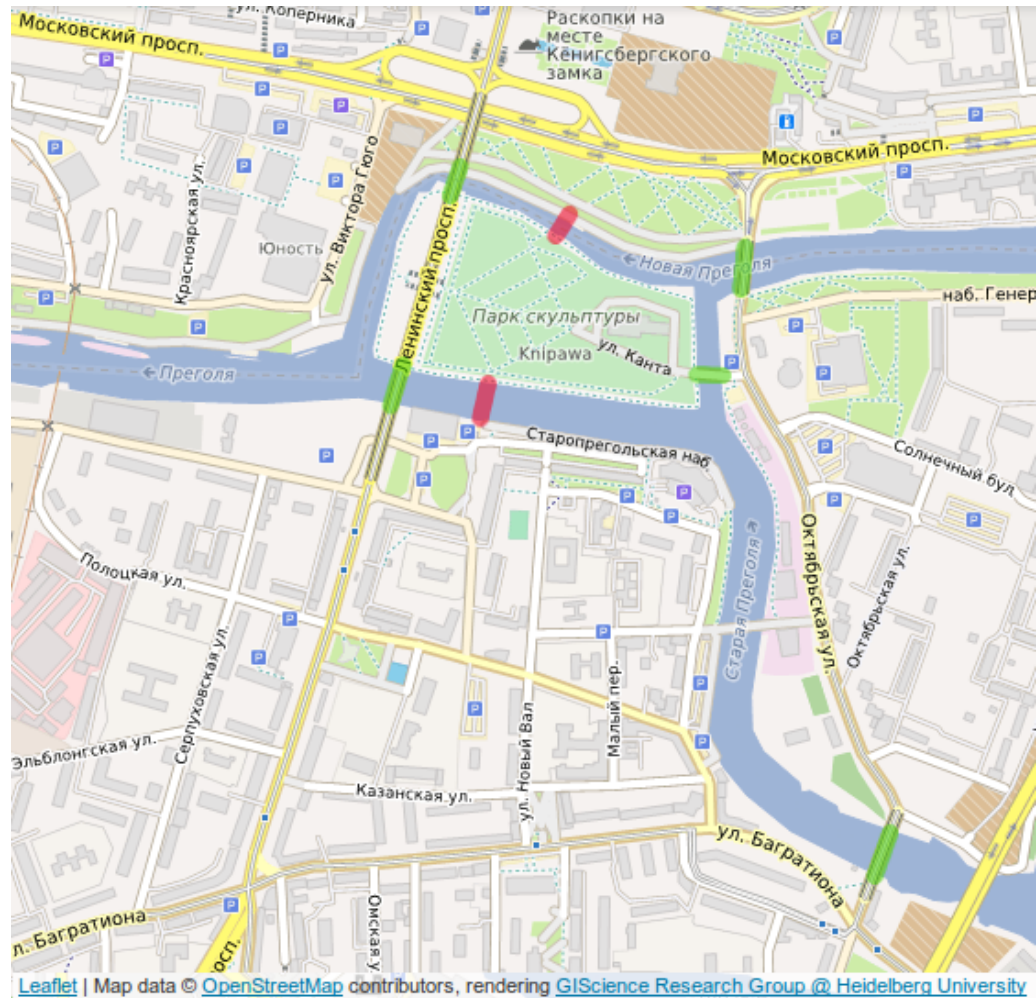 ул. Коперника
Московский просп.
Раскопки на
месте
Кёнигсбергского
замка
Московский просп.
Красноярская ул.
Юность
ул. Виктора Гюго
Ленинский просп.
← Новая Преголя
наб. Генер
Парк скульптуры
Knipawa
ул. Канта
← Преголя
Старопрегольская наб
Солнечный бул.
Октябрьская ул.
Октябрьская ул.
Старая Преголя
Полоцкая ул.
Серпуховская ул.
Эльблонгская ул.
Малый пер.
ул. Новый Вал
Казанская ул.
ул. Багратиона
л. Багратиона
Омская у
росп.
Leaflet | Map data © OpenStreetMap contributors, rendering GIScience Research Group @ Heidelberg University